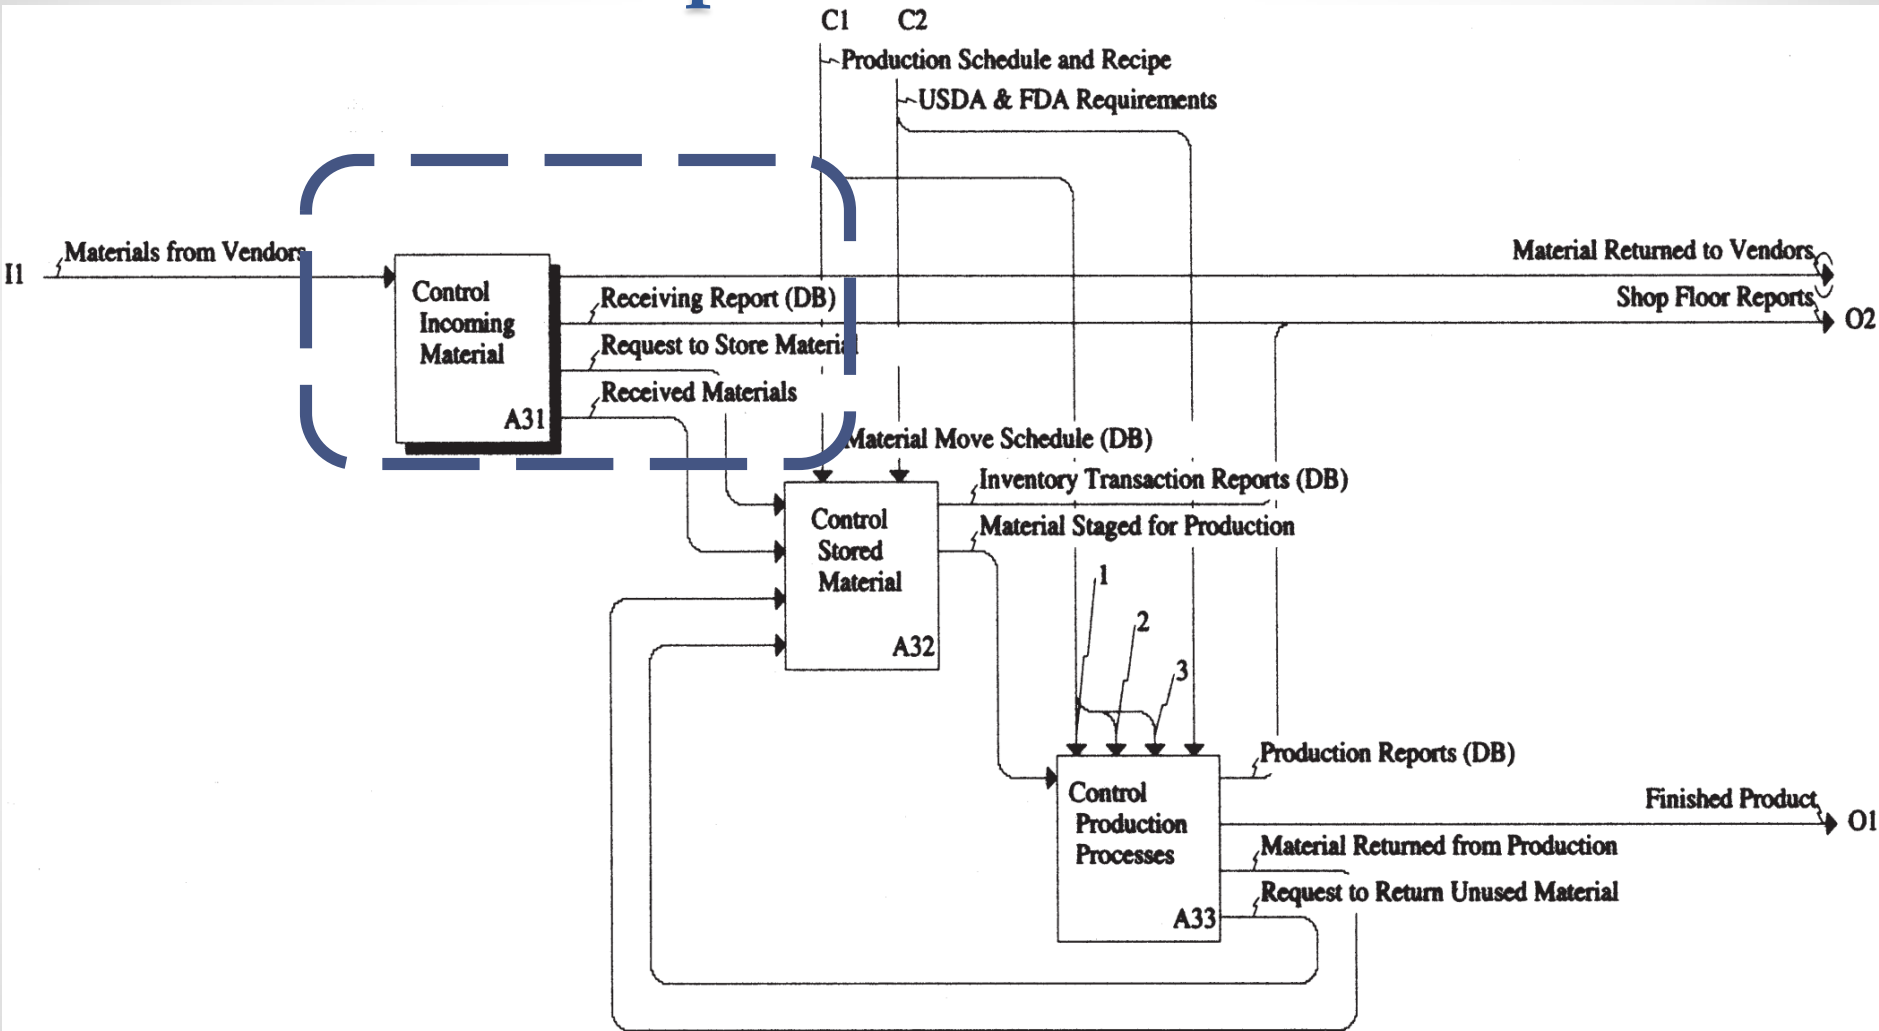 C1 C2
Production Schedule and Recipe
USDA & FDA Requirements
I1
Materials from Vendors
Control
Incoming
Material
A31
Material Returned to Vendors
Receiving Report (DB)
Shop Floor Reports
O2
Request to Store Material
Received Materials
Material Move Schedule (DB)
Inventory Transaction Reports (DB)
Material Staged for Production
Control
Stored
Material
A32
1
2
3
Control
Production
Processes
A33
Production Reports (DB)
Finished Product
O1
Material Returned from Production
Request to Return Unused Material